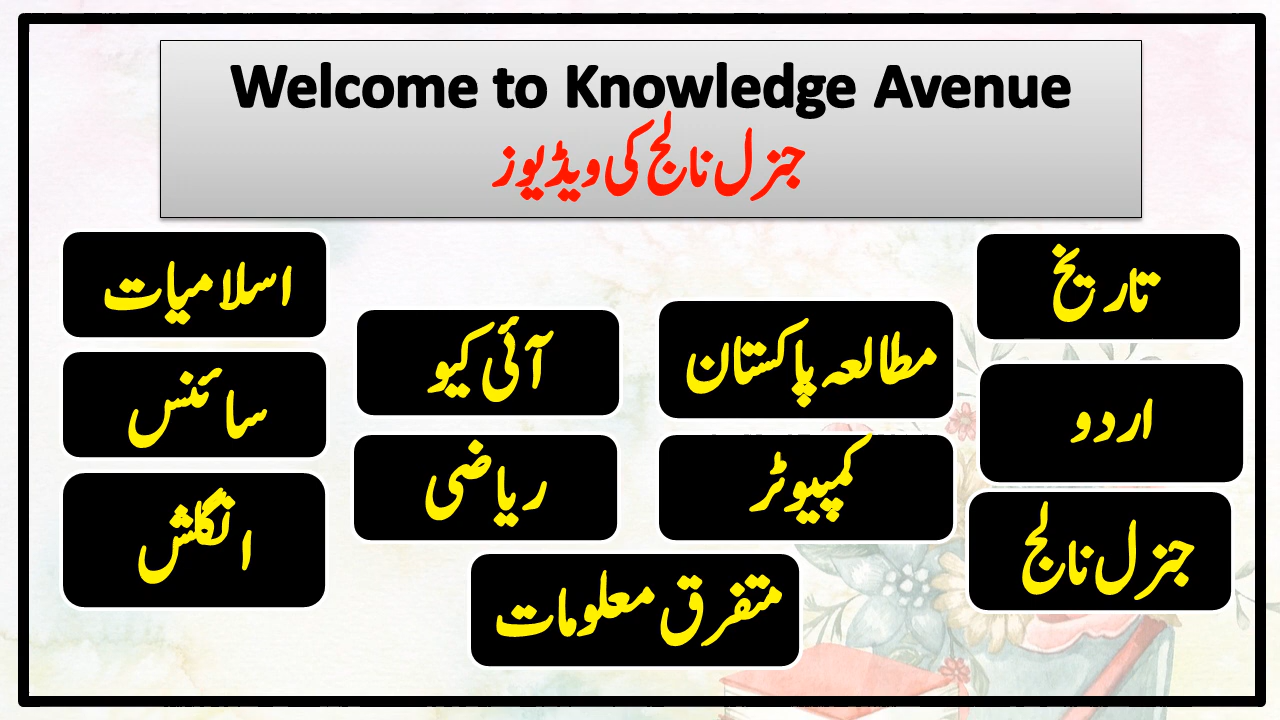 Welcome to Knowledge Avenue
جنرل نالج کی ویڈیوز
تاریخ
اسلامیات
مطالعہ پاکستان
آئی کیو
اردو
سائنس
کمپیوٹر
ریاضی
جنرل نالج
انگلش
متفرق معلومات